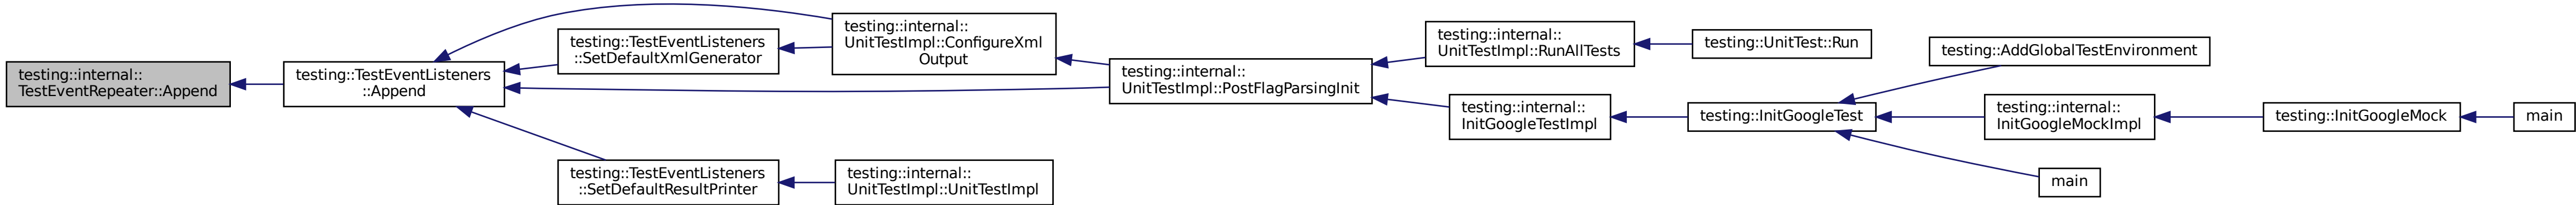 testing::internal::
TestEventRepeater::Append
testing::TestEventListeners
::Append
testing::TestEventListeners
::SetDefaultXmlGenerator
testing::internal::
UnitTestImpl::ConfigureXml
Output
testing::internal::
UnitTestImpl::PostFlagParsingInit
testing::internal::
UnitTestImpl::RunAllTests
testing::UnitTest::Run
testing::internal::
InitGoogleTestImpl
testing::InitGoogleTest
testing::AddGlobalTestEnvironment
testing::internal::
InitGoogleMockImpl
testing::InitGoogleMock
main
main
testing::TestEventListeners
::SetDefaultResultPrinter
testing::internal::
UnitTestImpl::UnitTestImpl